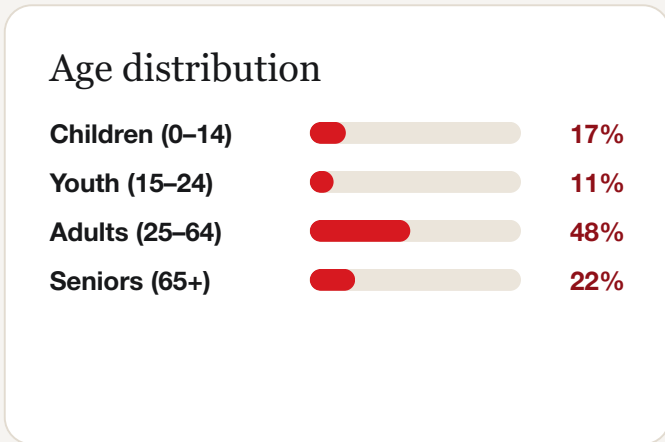 Age distribution
Children (0–14) 17%
Youth (15–24) 11%
Adults (25–64) 48%
Seniors (65+) 22%